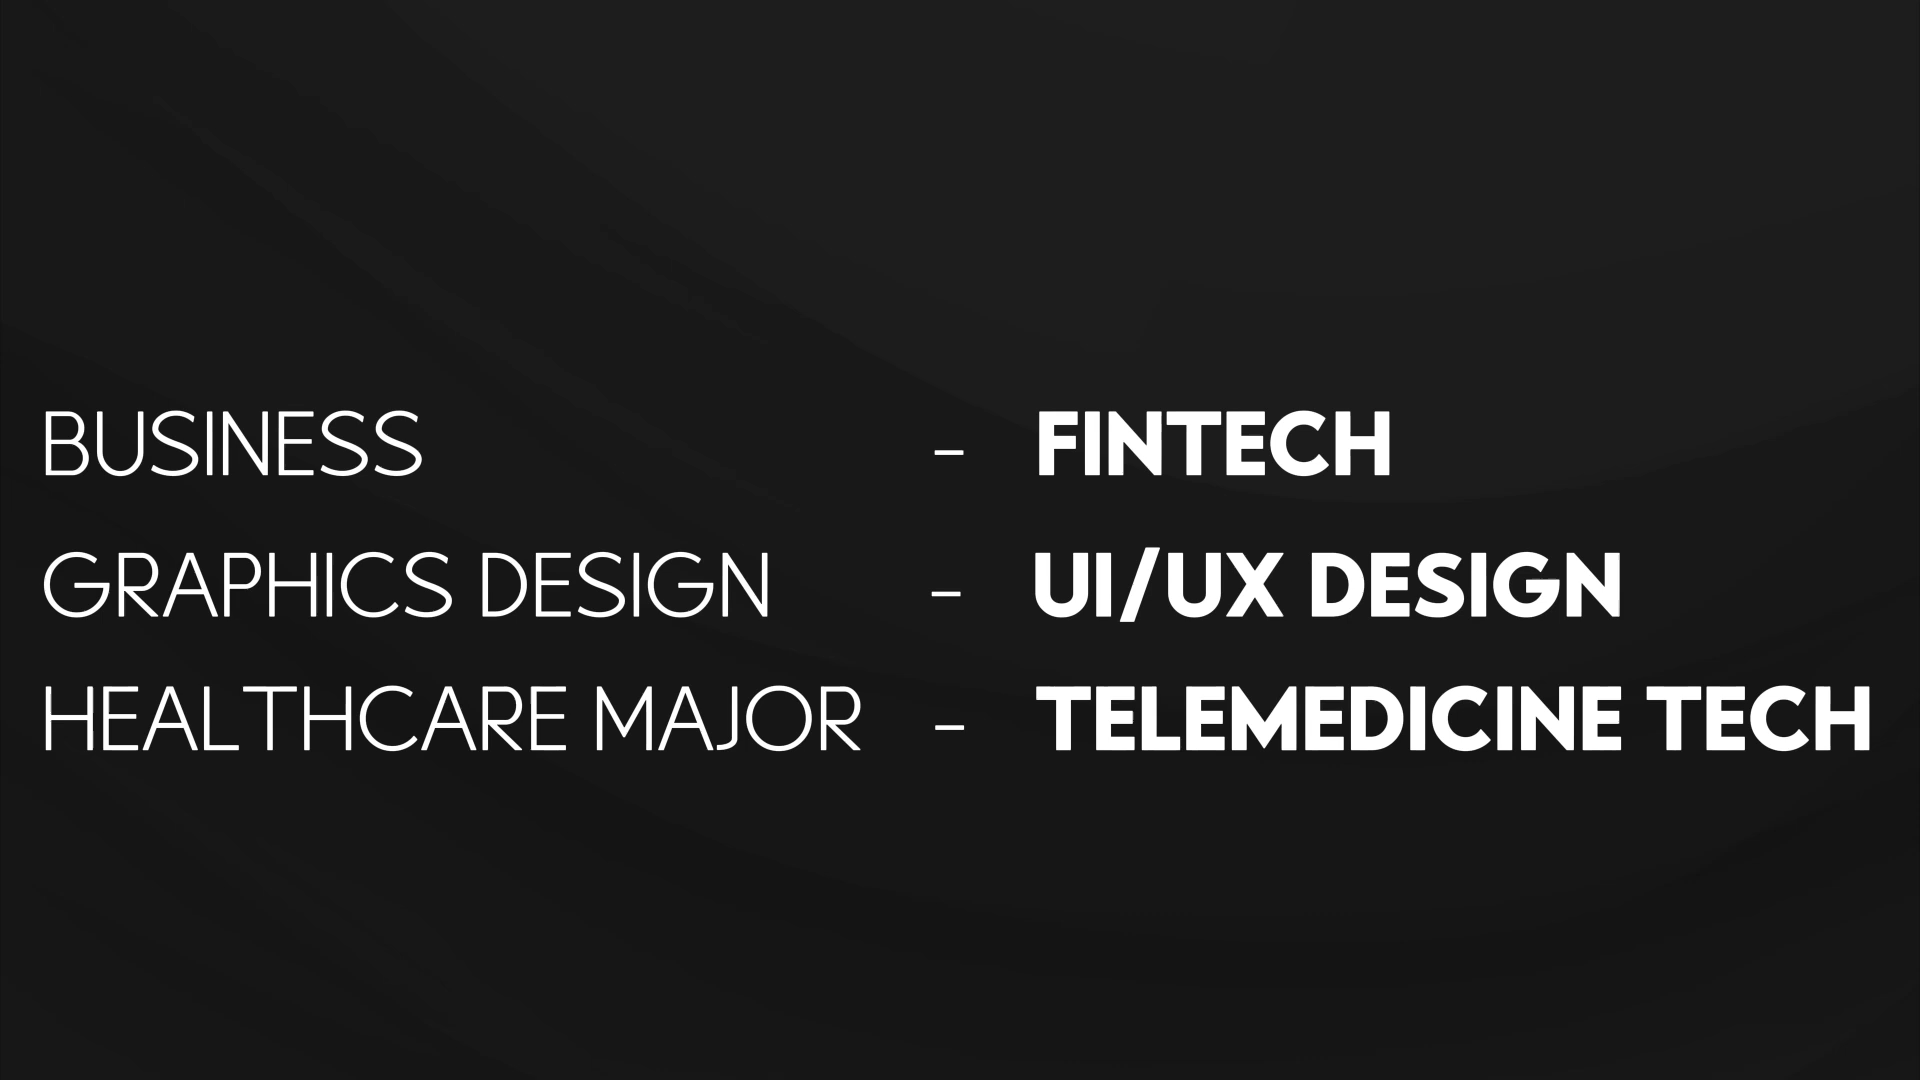 BUSINESS - FINTECH
GRAPHICS DESIGN - UI/UX DESIGN
HEALTHCARE MAJOR - TELEMEDICINE TECH